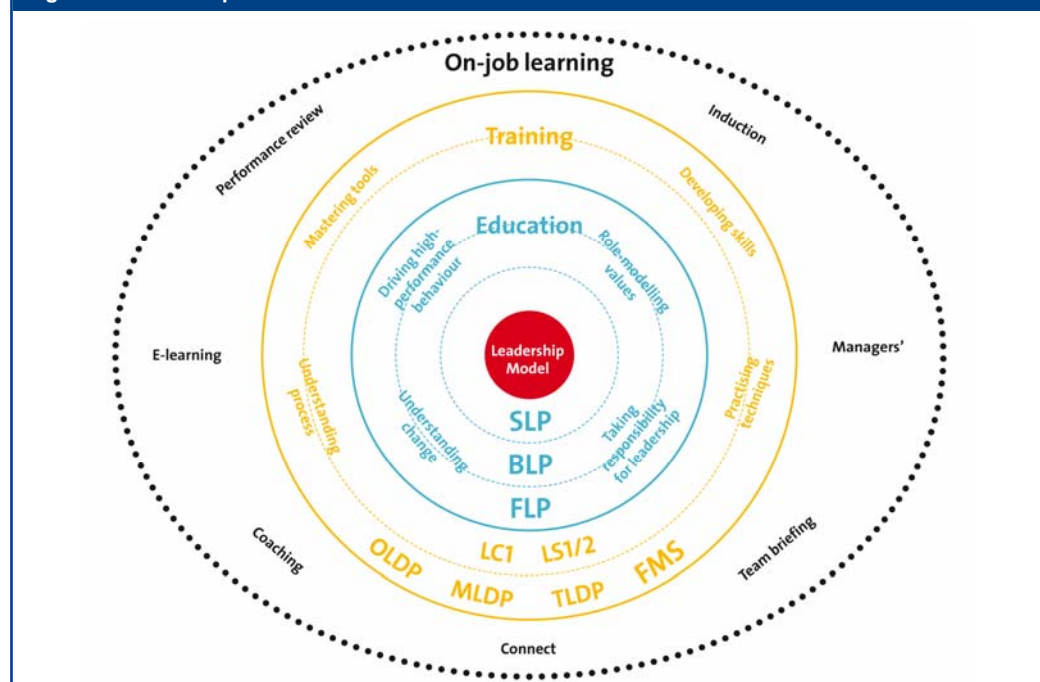 On-job learning
Performance review
Induction
Training
Mastering tools
Developing skills
Education
Driving high-
performance
behaviour
Role-modelling
values
E-learning
Leadership
Model
Managers’
Understanding
process
Practising
techniques
Understanding
change
Taking
responsibility
for leadership
SLP
BLP
FLP
LC1
LS1/2
OLDP
FMS
MLDP
TLDP
Coaching
Team briefing
Connect